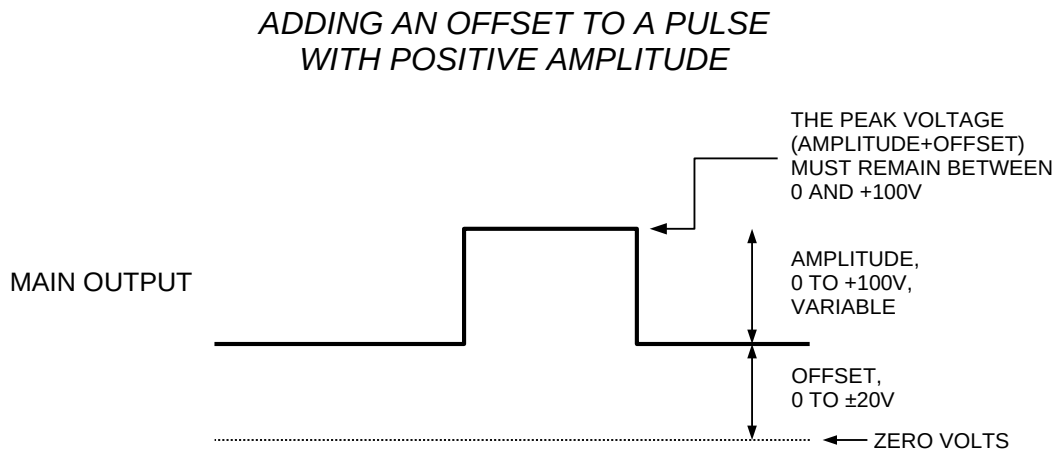 ADDING AN OFFSET TO A PULSE
WITH POSITIVE AMPLITUDE
THE PEAK VOLTAGE
(AMPLITUDE+OFFSET)
MUST REMAIN BETWEEN
0 AND +100V
MAIN OUTPUT
AMPLITUDE,
0 TO +100V,
VARIABLE
OFFSET,
0 TO ±20V
ZERO VOLTS